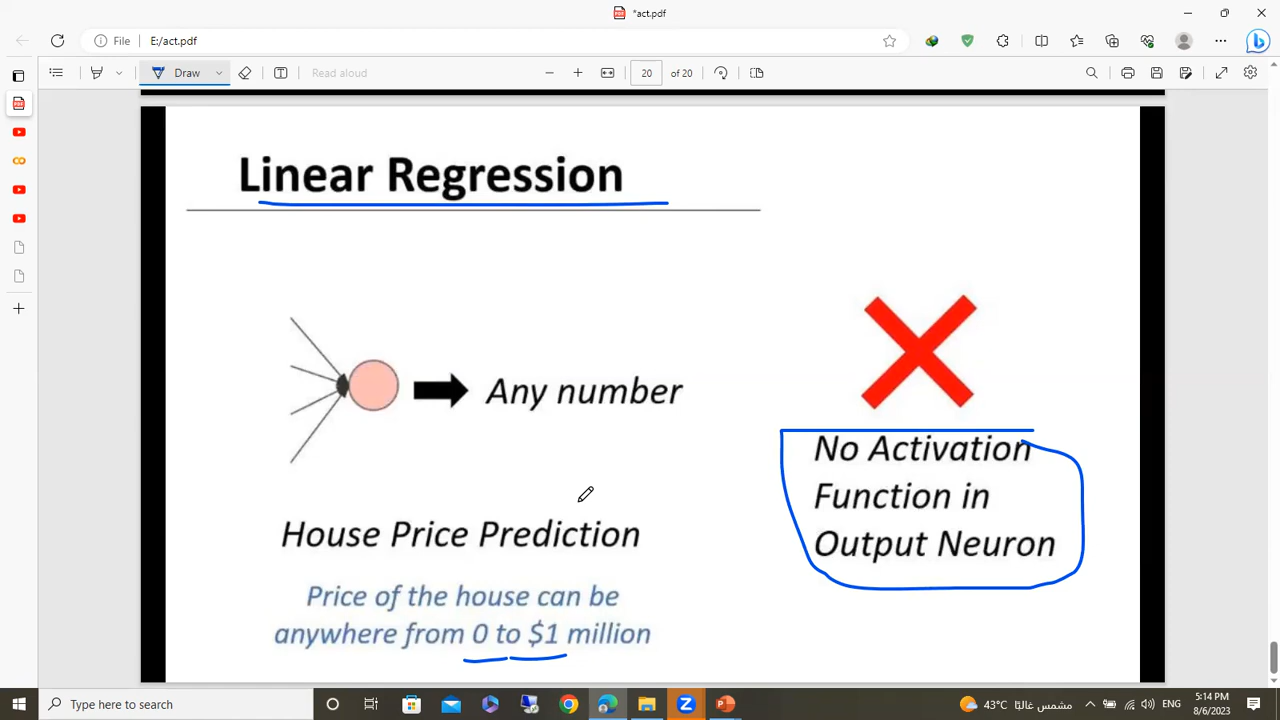 *act.pdf
File
E:/act.pdf
Draw
Read aloud
20
of 20
Linear Regression
Any number
No Activation
Function in
Output Neuron
House Price Prediction
Price of the house can be
anywhere from 0 to $1 million
Type here to search
43°C
مشمس غالبًا
ENG
5:14 PM
8/6/2023